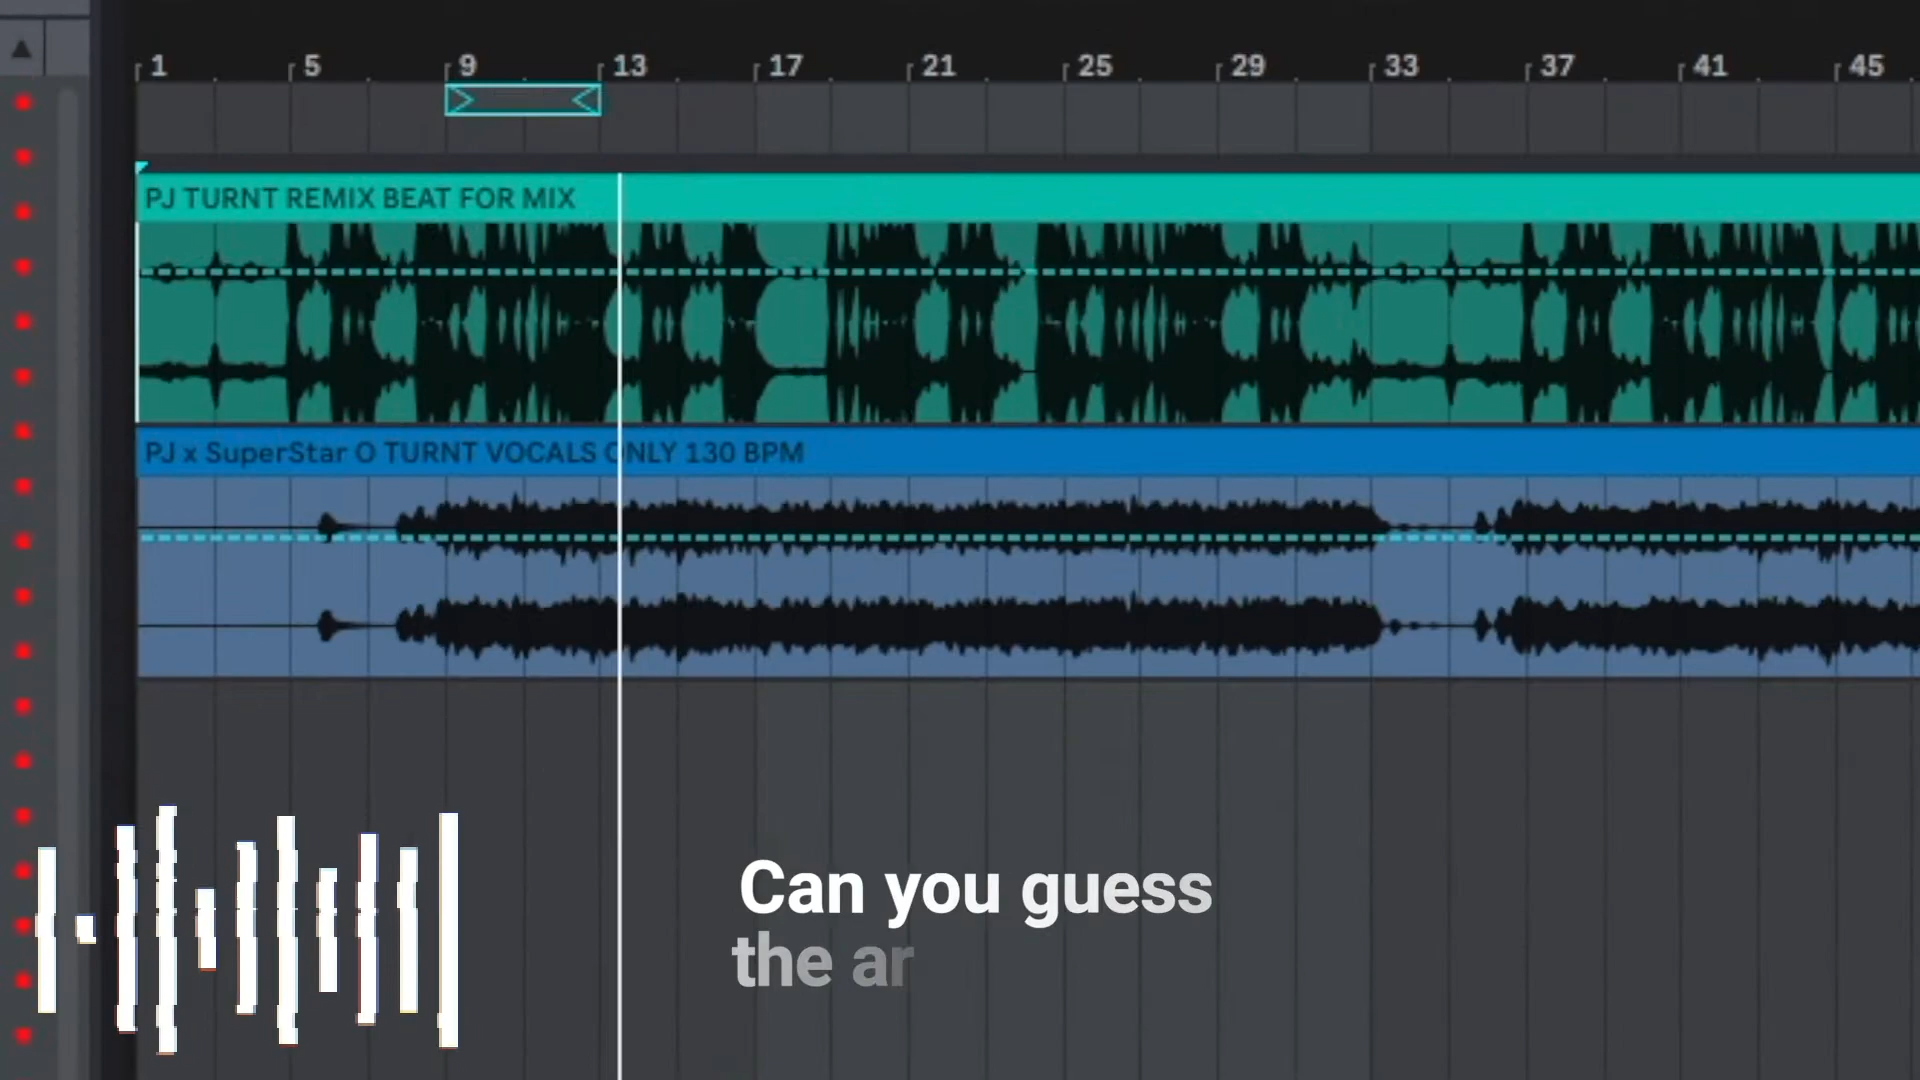 1 5 9 13 17 21 25 29 33 37 41 45
PJ TURNT REMIX BEAT FOR MIX
PJ x SuperStar O TURNT VOCALS ONLY 130 BPM
Can you guess
the ar